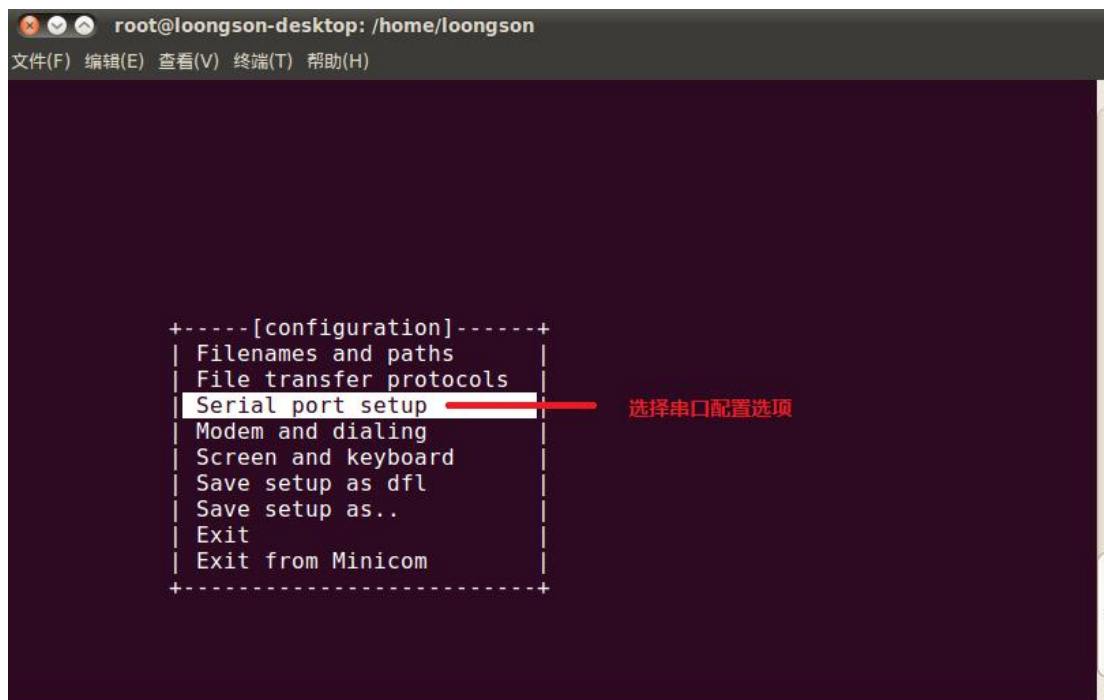 root@loongson-desktop: /home/loongson
文件(F) 编辑(E) 查看(V) 终端(T) 帮助(H)
+-----[configuration]------+
| Filenames and paths |
| File transfer protocols |
| Serial port setup | 选择串口配置选项
| Modem and dialing |
| Screen and keyboard |
| Save setup as dfl |
| Save setup as.. |
| Exit |
| Exit from Minicom |
+--------------------------+